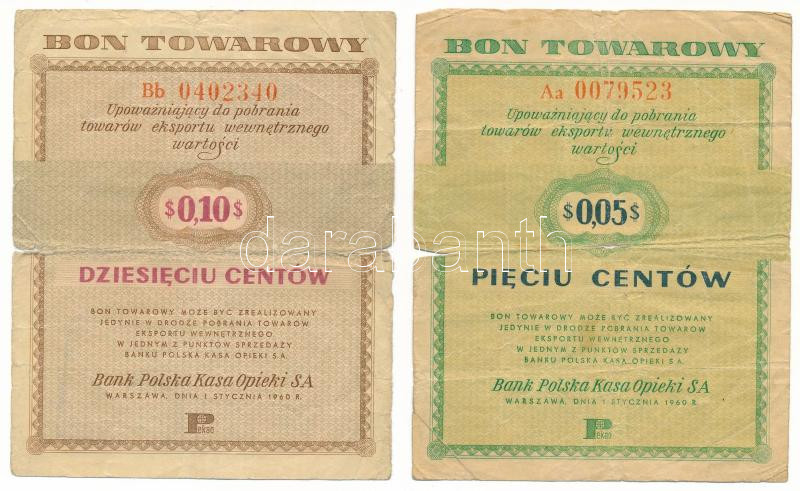 BON TOWAROWY
Bb 0402340
Upoważniający do pobrania
towarów eksportu wewnętrznego
wartości
$0,10$
DZIESIĘCIU CENTÓW
BON TOWAROWY MOŻE BYĆ ZREALIZOWANY
JEDYNIE W DRODZE POBRANIA TOWARÓW
EKSPORTU WEWNĘTRZNEGO
W JEDNYM Z PUNKTÓW SPRZEDAŻY
BANKU POLSKA KASA OPIEKI S.A.
Bank Polska Kasa Opieki SA
WARSZAWA, DNIA 1 STYCZNIA 1960 R.
Pekao
BON TOWAROWY
Aa 0079523
Upoważniający do pobrania
towarów eksportu wewnętrznego
wartości
$0,05$
PIĘCIU CENTÓW
BON TOWAROWY MOŻE BYĆ ZREALIZOWANY
JEDYNIE W DRODZE POBRANIA TOWARÓW
EKSPORTU WEWNĘTRZNEGO
W JEDNYM Z PUNKTÓW SPRZEDAŻY
BANKU POLSKA KASA OPIEKI S.A.
Bank Polska Kasa Opieki SA
WARSZAWA, DNIA 1 STYCZNIA 1960 R.
Pekao
darabanth